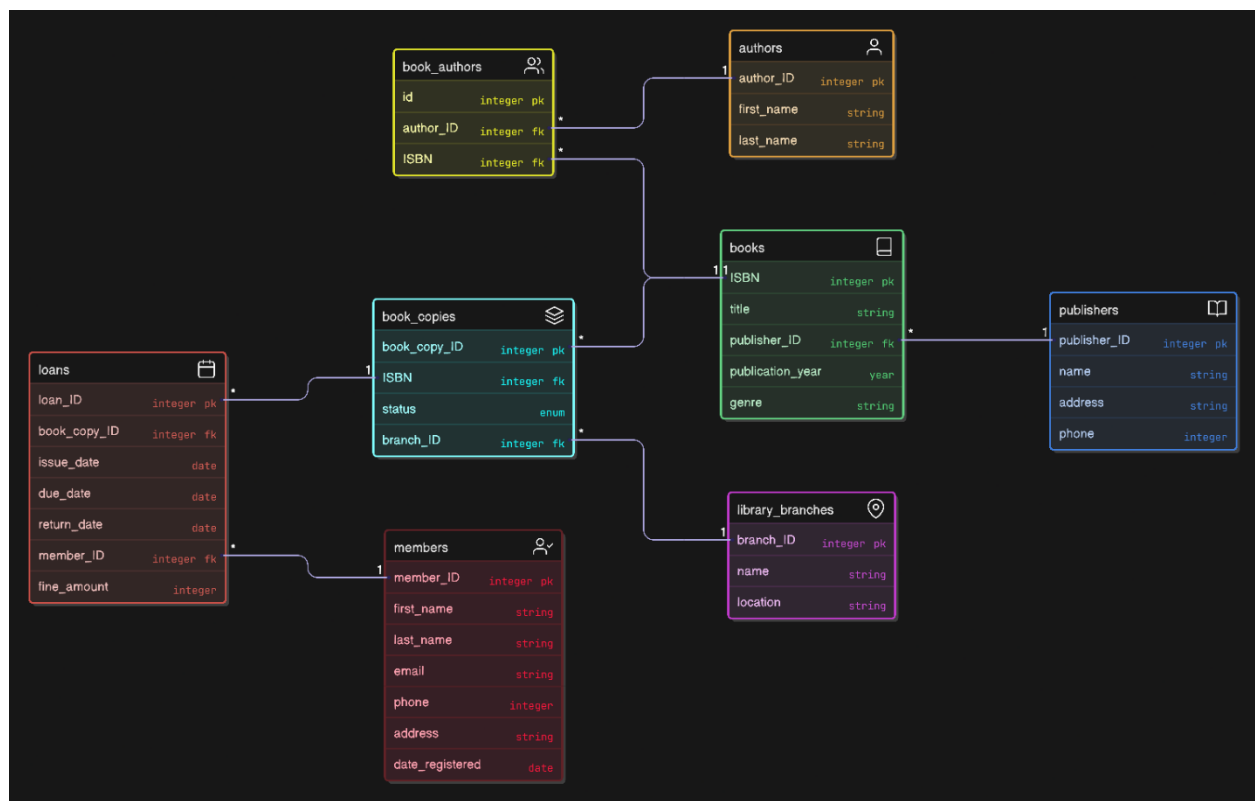 book_authors
id integer pk
author_ID integer fk *
ISBN integer fk *
authors
1 author_ID integer pk
first_name string
last_name string
books
1 1 ISBN integer pk
title string
publisher_ID integer fk *
publication_year year
genre string
publishers
1 publisher_ID integer pk
name string
address string
phone integer
book_copies
book_copy_ID integer pk *
1 ISBN integer fk
status enum
branch_ID integer fk *
loans
loan_ID integer pk *
book_copy_ID integer fk
issue_date date
due_date date
return_date date
member_ID integer fk *
fine_amount integer
library_branches
1 branch_ID integer pk
name string
location string
members
1 member_ID integer pk
first_name string
last_name string
email string
phone integer
address string
date_registered date